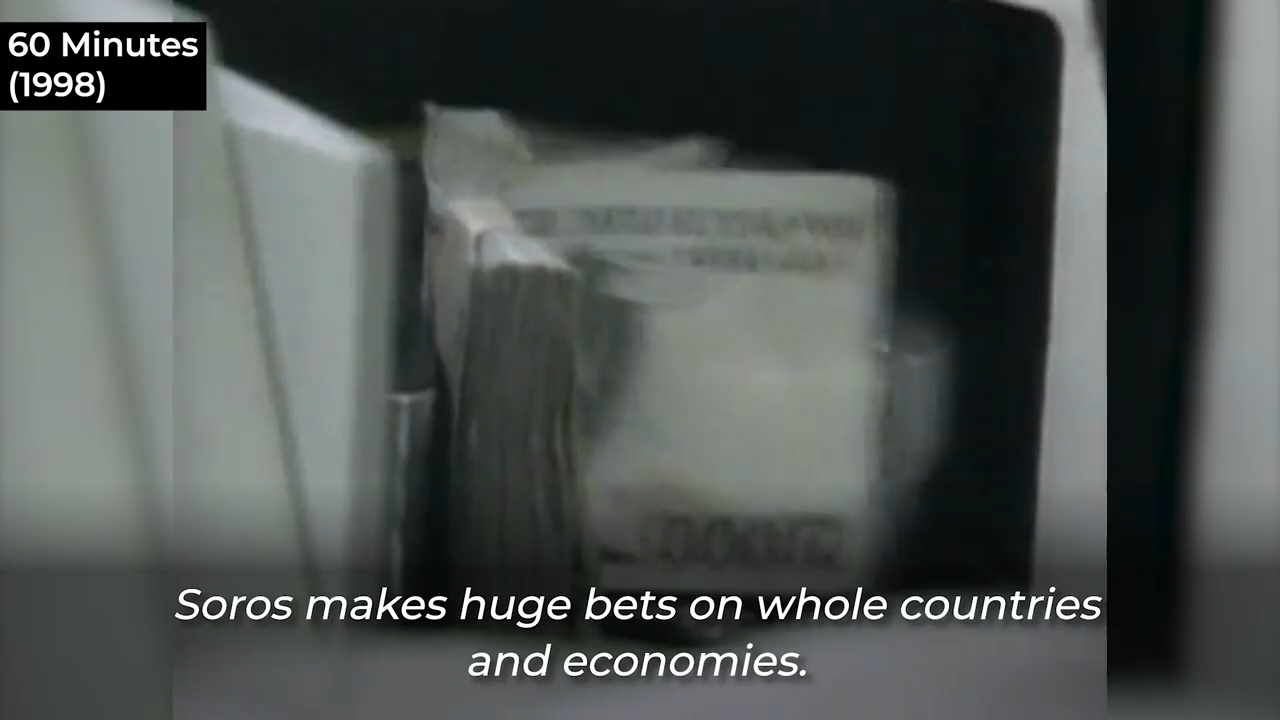 60 Minutes
(1998)
Soros makes huge bets on whole countries
and economies.